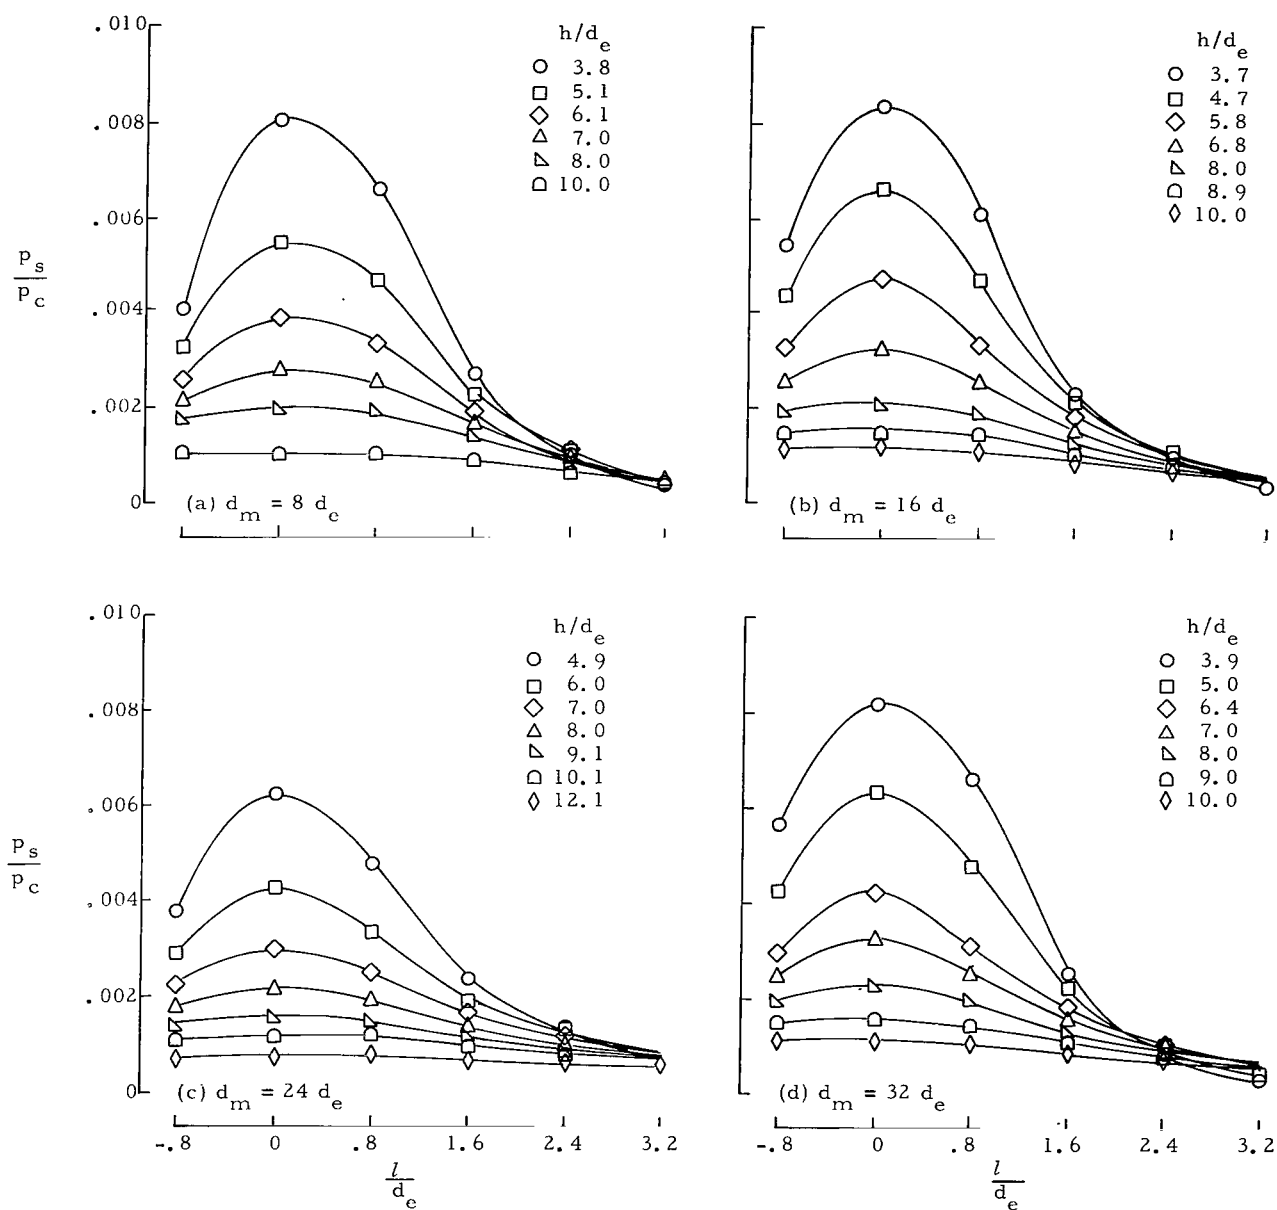 .010
.008
.006
.004
.002
0
p_s
p_c
h/d_e
3.8
5.1
6.1
7.0
8.0
10.0
(a) d_m = 8 d_e
h/d_e
3.7
4.7
5.8
6.8
8.0
8.9
10.0
(b) d_m = 16 d_e
.010
.008
.006
.004
.002
0
p_s
p_c
h/d_e
4.9
6.0
7.0
8.0
9.1
10.1
12.1
(c) d_m = 24 d_e
-.8 0 .8 1.6 2.4 3.2
l
d_e
h/d_e
3.9
5.0
6.4
7.0
8.0
9.0
10.0
(d) d_m = 32 d_e
-.8 0 .8 1.6 2.4 3.2
l
d_e